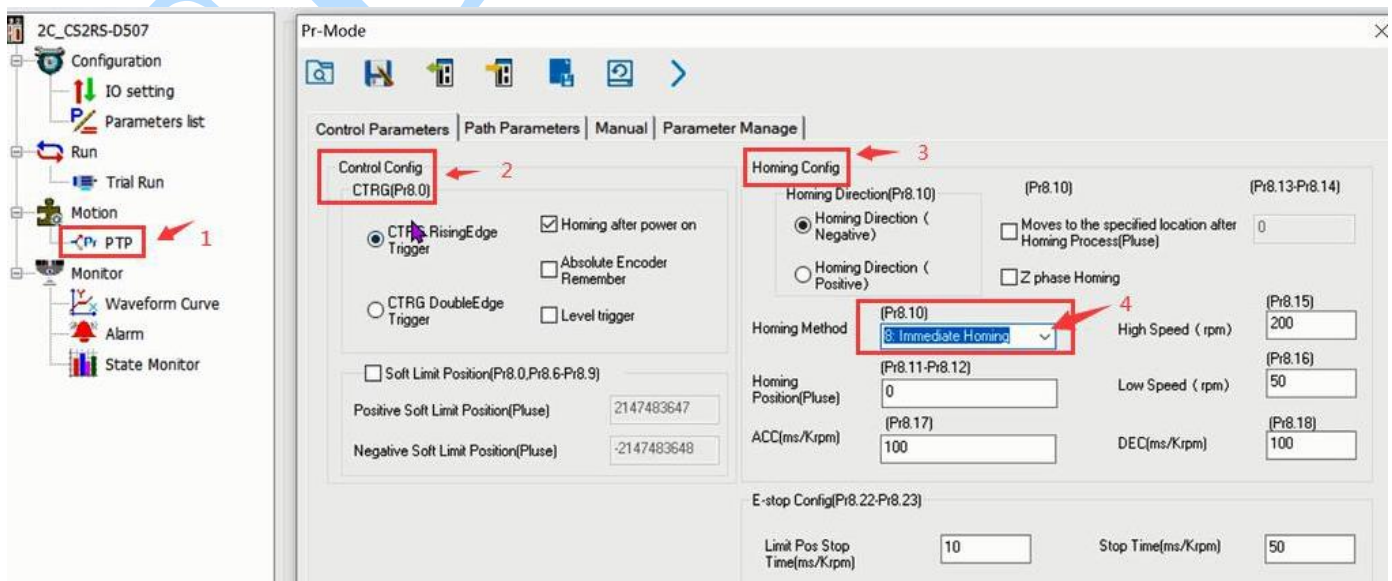 2C_CS2RS-D507
Configuration
IO setting
Parameters list
Run
Trial Run
Motion
Pr PTP
1
Monitor
Waveform Curve
Alarm
State Monitor
Pr-Mode
Control Parameters
Path Parameters
Manual
Parameter Manage
Control Config
2
CTRG(Pr8.0)
CTRG RisingEdge
Trigger
Homing after power on
Absolute Encoder
Remember
CTRG DoubleEdge
Trigger
Level trigger
Soft Limit Position(Pr8.0,Pr8.6-Pr8.9)
Positive Soft Limit Position(Pluse)
2147483647
Negative Soft Limit Position(Pluse)
-2147483648
Homing Config
3
Homing Direction(Pr8.10)
Homing Direction (
Negative)
Homing Direction (
Positive)
(Pr8.10)
(Pr8.13-Pr8.14)
Moves to the specified location after
Homing Process(Pluse)
0
Z phase Homing
4
Homing Method
(Pr8.10)
8: Immediate Homing
High Speed ( rpm)
(Pr8.15)
200
Homing
Position(Pluse)
(Pr8.11-Pr8.12)
0
Low Speed ( rpm)
(Pr8.16)
50
ACC(ms/Krpm)
(Pr8.17)
100
DEC(ms/Krpm)
(Pr8.18)
100
E-stop Config(Pr8.22-Pr8.23)
Limit Pos Stop
Time(ms/Krpm)
10
Stop Time(ms/Krpm)
50